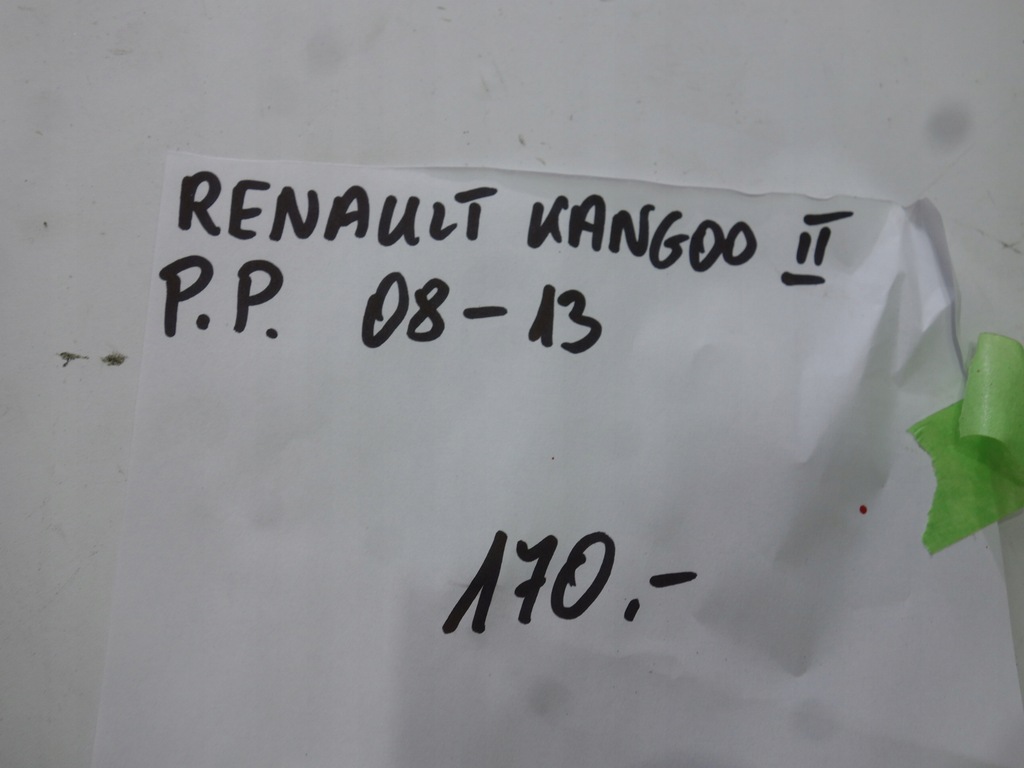 RENAULT KANGOO II
P.P. 08-13
170.-